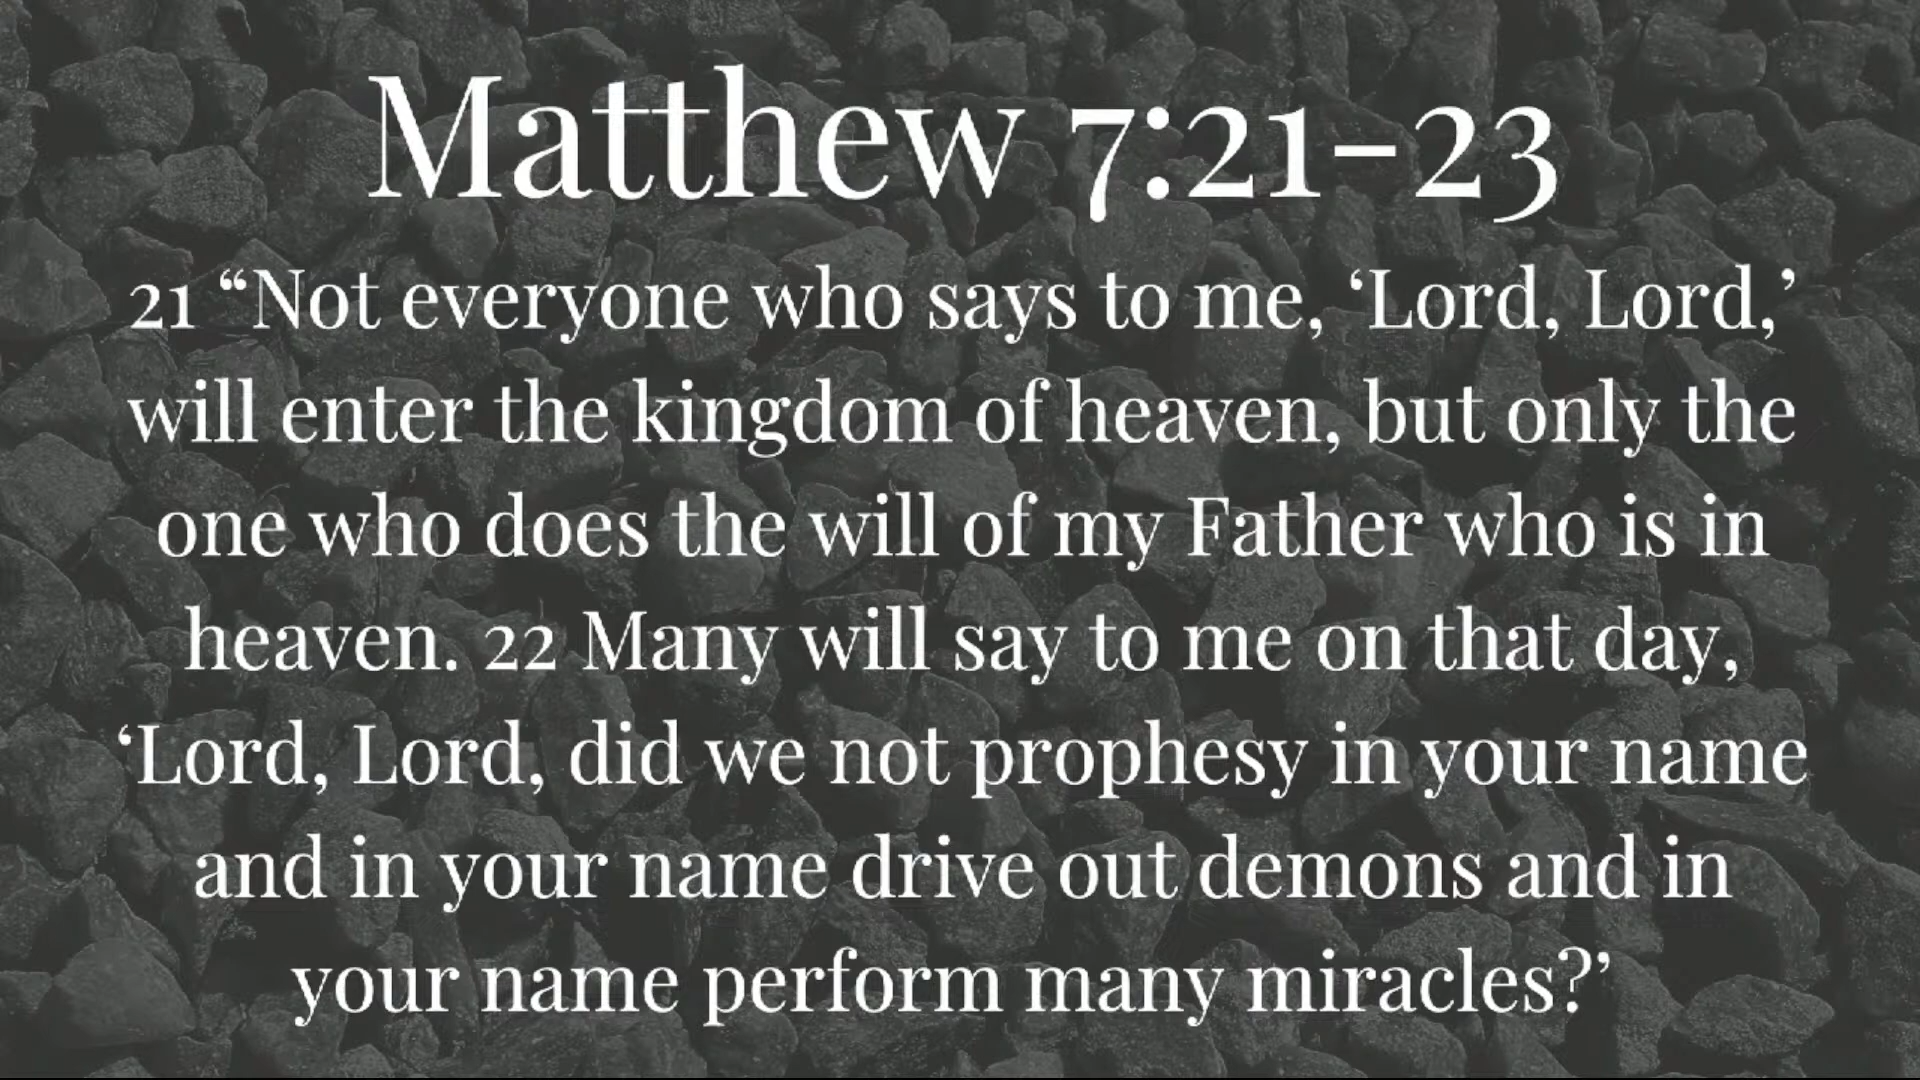 Matthew 7:21-23
21 “Not everyone who says to me, ‘Lord, Lord,’
will enter the kingdom of heaven, but only the
one who does the will of my Father who is in
heaven. 22 Many will say to me on that day,
‘Lord, Lord, did we not prophesy in your name
and in your name drive out demons and in
your name perform many miracles?’